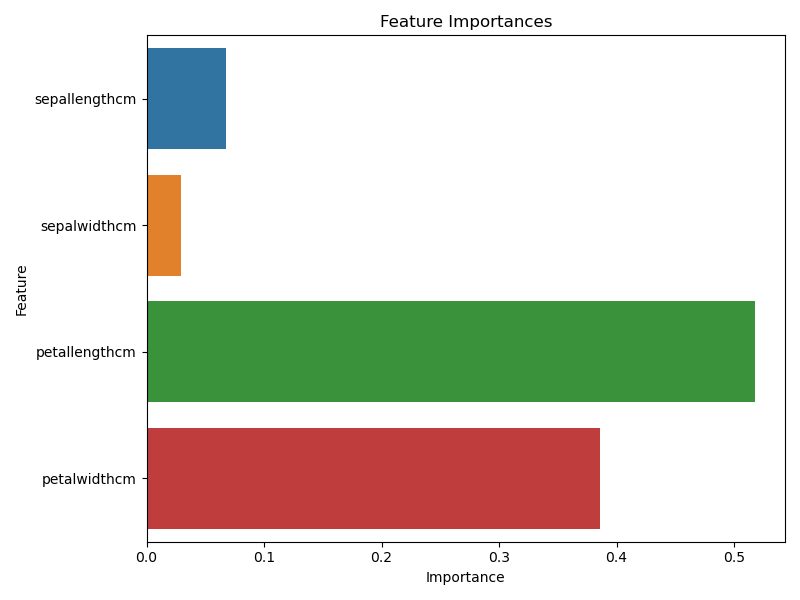 Feature Importances
sepallengthcm
sepalwidthcm
petallengthcm
petalwidthcm
Feature
0.0 0.1 0.2 0.3 0.4 0.5
Importance